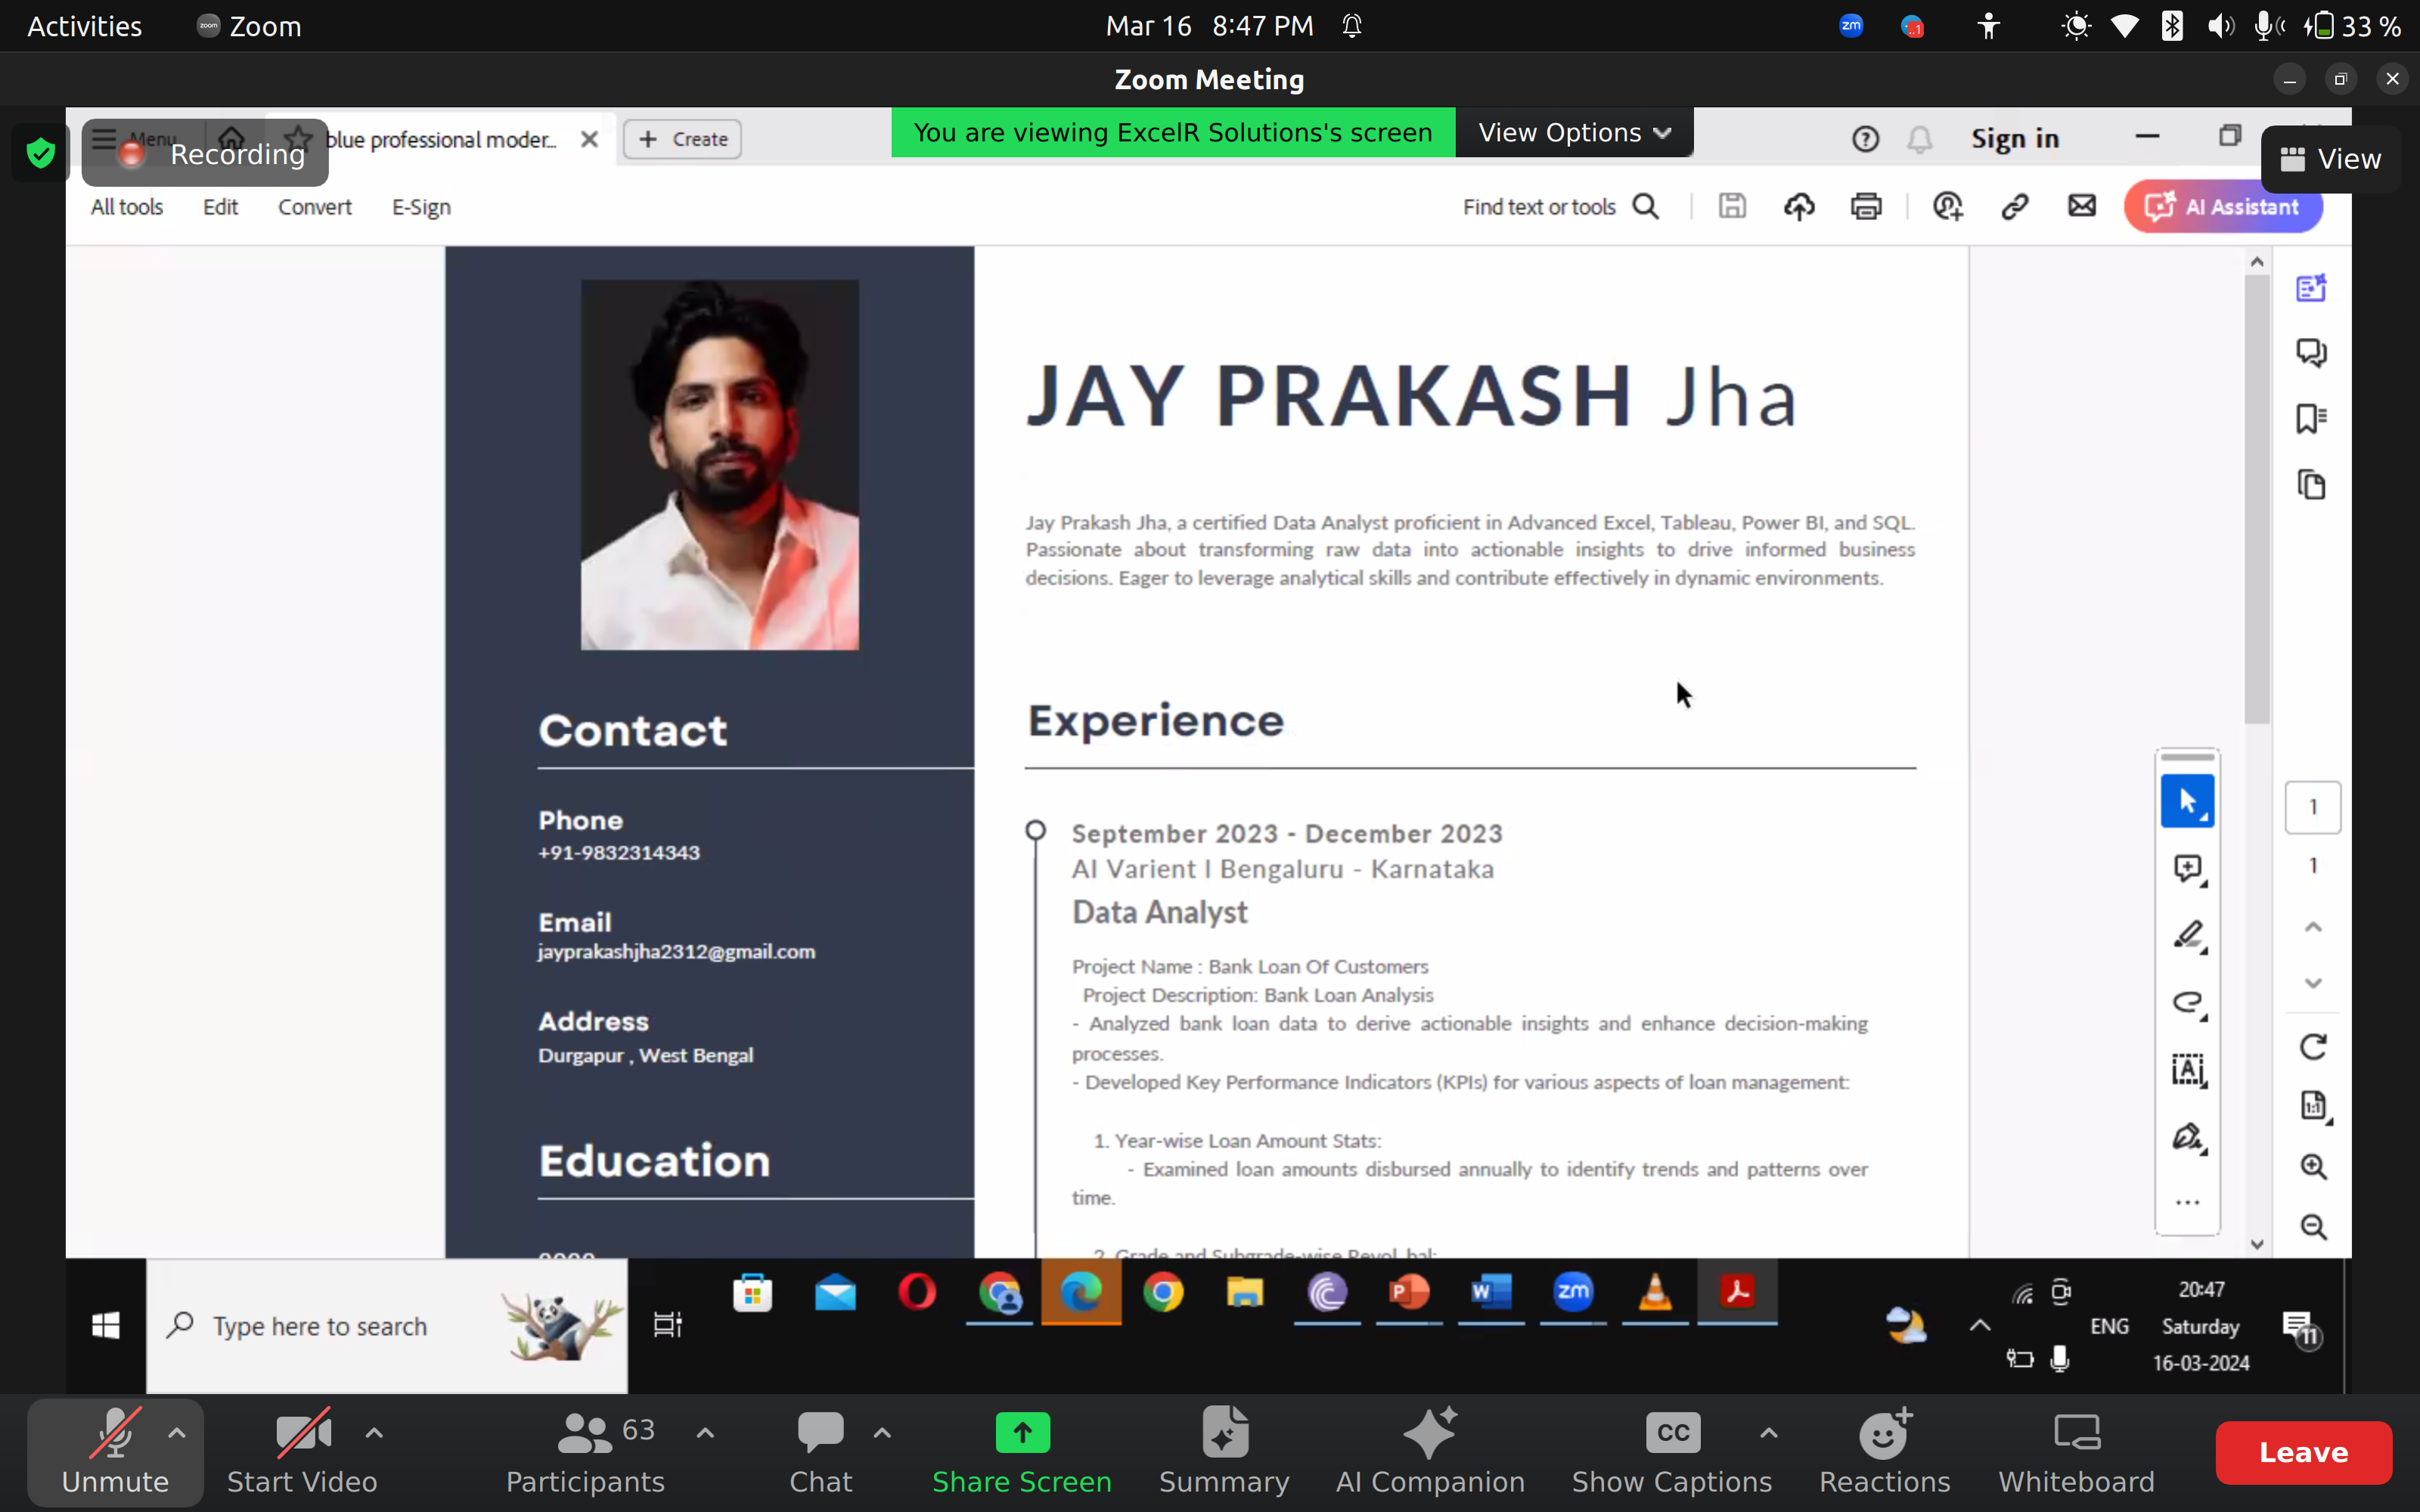 Activities
Zoom
Mar 16 8:47 PM
33 %
Zoom Meeting
Menu
Recording
blue professional moder...
Create
You are viewing ExcelR Solutions's screen
View Options
Sign in
View
All tools
Edit
Convert
E-Sign
Find text or tools
AI Assistant
JAY PRAKASH Jha
Jay Prakash Jha, a certified Data Analyst proficient in Advanced Excel, Tableau, Power BI, and SQL.
Passionate about transforming raw data into actionable insights to drive informed business
decisions. Eager to leverage analytical skills and contribute effectively in dynamic environments.
Contact
Phone
+91-9832314343
Email
jayprakashjha2312@gmail.com
Address
Durgapur , West Bengal
Education
Experience
September 2023 - December 2023
AI Varient I Bengaluru - Karnataka
Data Analyst
Project Name : Bank Loan Of Customers
Project Description: Bank Loan Analysis
- Analyzed bank loan data to derive actionable insights and enhance decision-making
processes.
- Developed Key Performance Indicators (KPIs) for various aspects of loan management:
1. Year-wise Loan Amount Stats:
- Examined loan amounts disbursed annually to identify trends and patterns over
time.
2. Grade and Subgrade-wise Revol_bal:
1
1
Type here to search
zm
ENG
20:47
Saturday
16-03-2024
11
Unmute
Start Video
63
Participants
Chat
Share Screen
Summary
AI Companion
CC
Show Captions
Reactions
Whiteboard
Leave